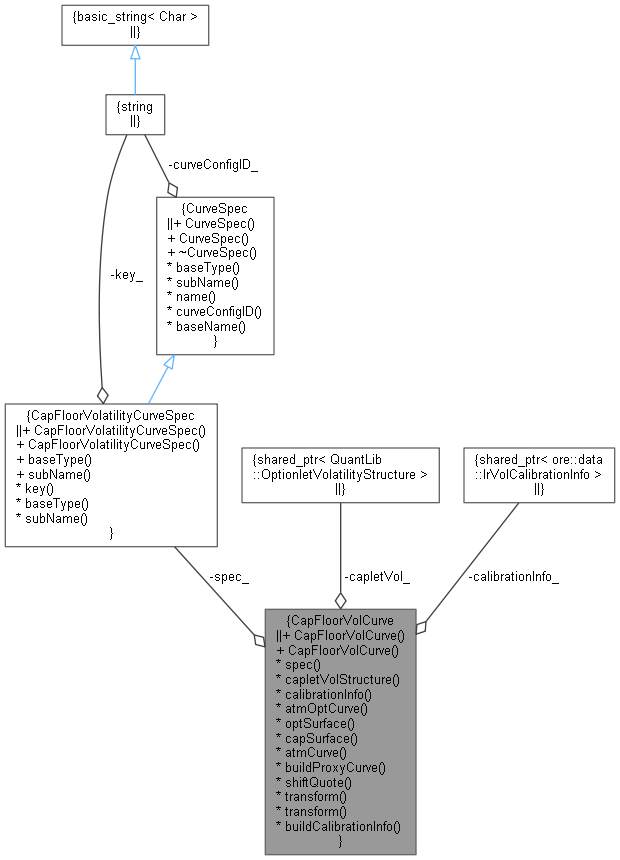 {basic_string< Char >
||}
{string
||}
-curveConfigID_
{CurveSpec
||+ CurveSpec()
+ CurveSpec()
+ ~CurveSpec()
* baseType()
* subName()
* name()
* curveConfigID()
* baseName()
}
-key_
{CapFloorVolatilityCurveSpec
||+ CapFloorVolatilityCurveSpec()
+ CapFloorVolatilityCurveSpec()
+ baseType()
+ subName()
* key()
* baseType()
* subName()
}
{shared_ptr< QuantLib
::OptionletVolatilityStructure >
||}
{shared_ptr< ore::data
::IrVolCalibrationInfo >
||}
-spec_
-capletVol_
-calibrationInfo_
{CapFloorVolCurve
||+ CapFloorVolCurve()
+ CapFloorVolCurve()
* spec()
* capletVolStructure()
* calibrationInfo()
* atmOptCurve()
* optSurface()
* capSurface()
* atmCurve()
* buildProxyCurve()
* shiftQuote()
* transform()
* transform()
* buildCalibrationInfo()
}